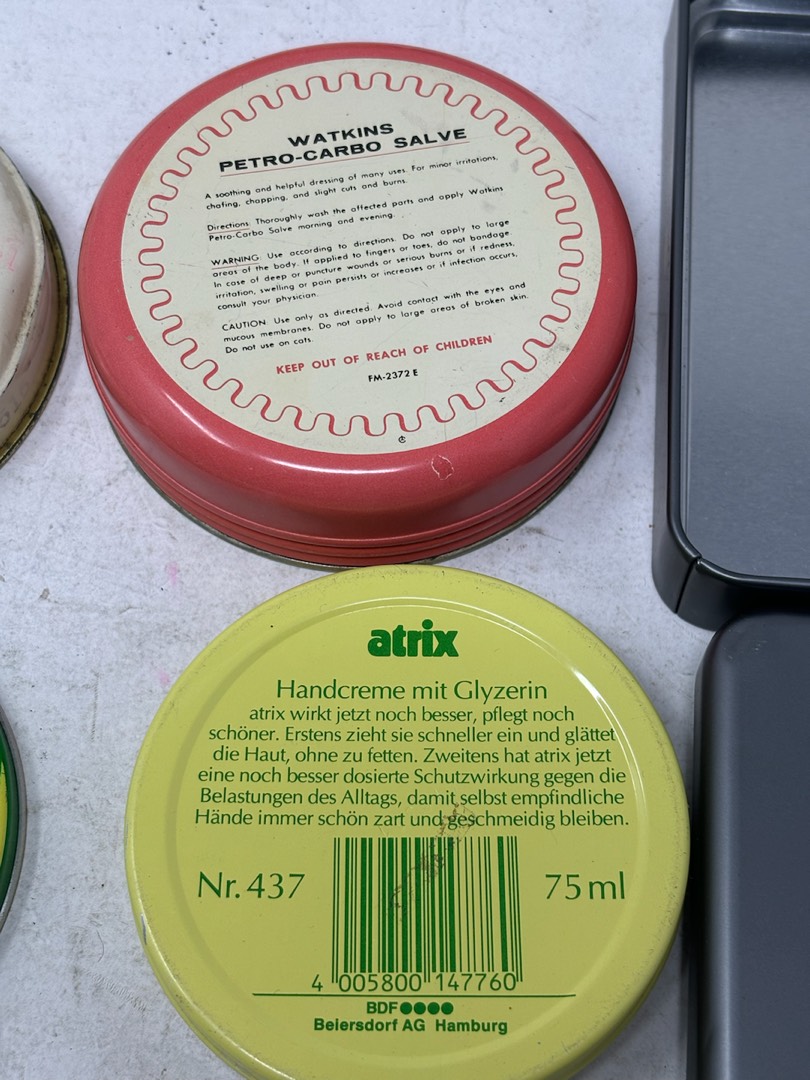 WATKINS
PETRO-CARBO SALVE
A soothing and helpful dressing of many uses. For minor irritations,
chafing, chapping, and slight cuts and burns.
Directions: Thoroughly wash the affected parts and apply Watkins
Petro-Carbo Salve morning and evening.
WARNING: Use according to directions. Do not apply to large
areas of the body. If applied to fingers or toes, do not bandage.
In case of deep or puncture wounds or serious burns or if redness,
irritation, swelling or pain persists or increases or if infection occurs,
consult your physician.
CAUTION: Use only as directed. Avoid contact with the eyes and
mucous membranes. Do not apply to large areas of broken skin.
Do not use on cats.
KEEP OUT OF REACH OF CHILDREN
FM-2372 E
atrix
Handcreme mit Glyzerin
atrix wirkt jetzt noch besser, pflegt noch
schöner. Erstens zieht sie schneller ein und glättet
die Haut, ohne zu fetten. Zweitens hat atrix jetzt
eine noch besser dosierte Schutzwirkung gegen die
Belastungen des Alltags, damit selbst empfindliche
Hände immer schön zart und geschmeidig bleiben.
Nr. 437 75 ml
4 005800 147760
BDF●●●●
Beiersdorf AG Hamburg